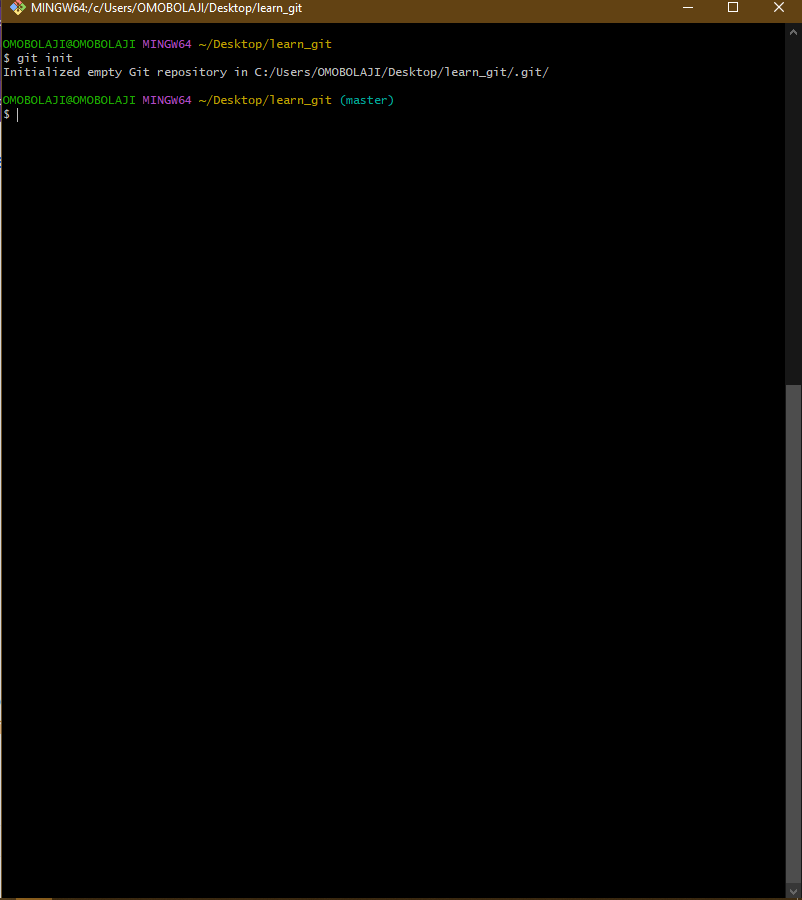 MINGW64:/c/Users/OMOBOLAJI/Desktop/learn_git
OMOBOLAJI@OMOBOLAJI MINGW64 ~/Desktop/learn_git
$ git init
Initialized empty Git repository in C:/Users/OMOBOLAJI/Desktop/learn_git/.git/
OMOBOLAJI@OMOBOLAJI MINGW64 ~/Desktop/learn_git (master)
$